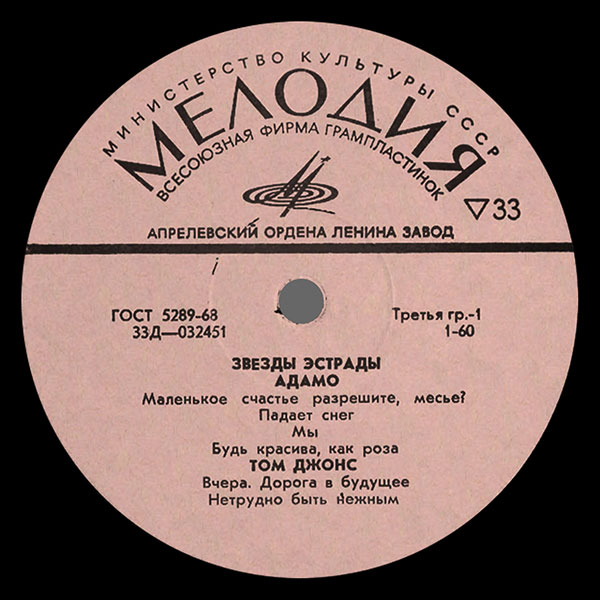 МИНИСТЕРСТВО КУЛЬТУРЫ СССР
МЕЛОДИЯ
ВСЕСОЮЗНАЯ ФИРМА ГРАМПЛАСТИНОК
▽33
АПРЕЛЕВСКИЙ ОРДЕНА ЛЕНИНА ЗАВОД
ГОСТ 5289-68
33Д—032451
Третья гр.-1
1-60
ЗВЕЗДЫ ЭСТРАДЫ
АДАМО
Маленькое счастье разрешите, месье?
Падает снег
Мы
Будь красива, как роза
ТОМ ДЖОНС
Вчера. Дорога в будущее
Нетрудно быть нежным